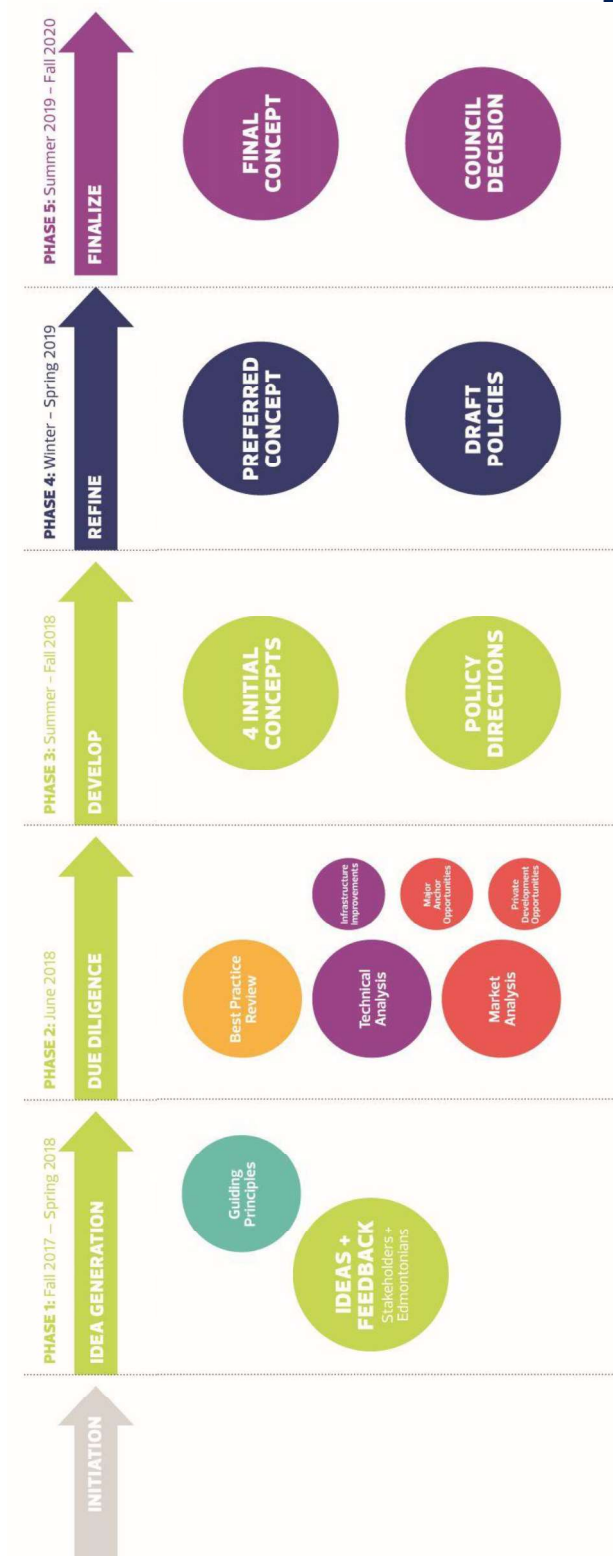 INITIATION
PHASE 1: Fall 2017 – Spring 2018
IDEA GENERATION
Guiding
Principles
IDEAS +
FEEDBACK
Stakeholders +
Edmontonians
PHASE 2: June 2018
DUE DILIGENCE
Best Practice
Review
Technical
Analysis
Market
Analysis
Infrastructure
Improvements
Major
Anchor
Opportunities
Private
Development
Opportunities
PHASE 3: Summer – Fall 2018
DEVELOP
4 INITIAL
CONCEPTS
POLICY
DIRECTIONS
PHASE 4: Winter – Spring 2019
REFINE
PREFERRED
CONCEPT
DRAFT
POLICIES
PHASE 5: Summer 2019 – Fall 2020
FINALIZE
FINAL
CONCEPT
COUNCIL
DECISION